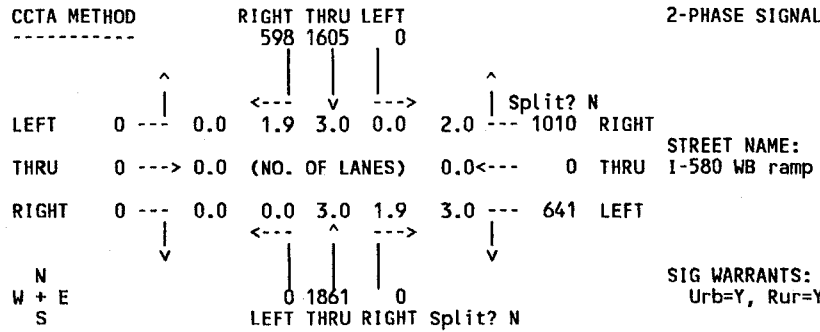 CCTA METHOD RIGHT THRU LEFT 2-PHASE SIGNAL
----------- 598 1605 0
^ | | | ^
| <--- v ---> | Split? N
LEFT 0 --- 0.0 1.9 3.0 0.0 2.0 --- 1010 RIGHT
STREET NAME:
THRU 0 ---> 0.0 (NO. OF LANES) 0.0<--- 0 THRU I-580 WB ramp
RIGHT 0 --- 0.0 0.0 3.0 1.9 3.0 --- 641 LEFT
| <--- ^ ---> |
v | | | v
N SIG WARRANTS:
W + E 0 1861 0 Urb=Y, Rur=Y
S LEFT THRU RIGHT Split? N